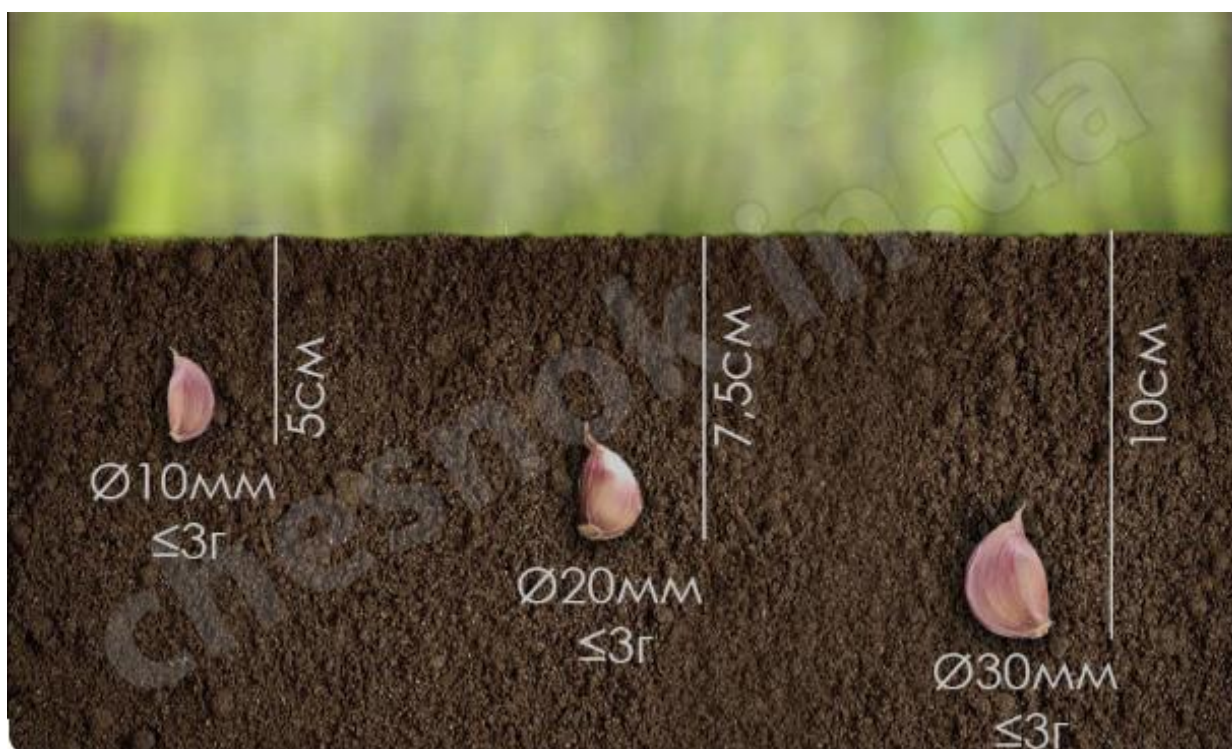 5см
Ø10мм
≤3г
7,5см
Ø20мм
≤3г
10см
Ø30мм
≤3г
chesnok.in.ua